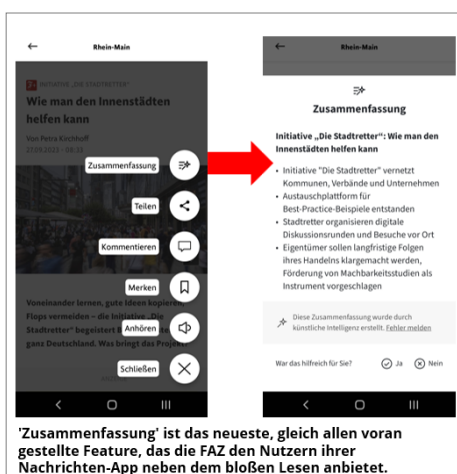 Rhein-Main
INITIATIVE „DIE STADTRETTER"
Wie man den Innenstädten
helfen kann
Von Petra Kirchhoff
27.09.2023 - 08:33
Zusammenfassung
Teilen
Kommentieren
Merken
Anhören
Schließen
Voneinander lernen, gute Ideen kopieren,
Flops vermeiden – die Initiative „Die
Stadtretter" begeistert
ganz Deutschland. Was bringt das Projekt?
ANZEIGE
Rhein-Main
Zusammenfassung
Initiative „Die Stadtretter": Wie man den
Innenstädten helfen kann
• Initiative "Die Stadtretter" vernetzt
Kommunen, Verbände und Unternehmen
• Austauschplattform für
Best-Practice-Beispiele entstanden
• Stadtretter organisieren digitale
Diskussionsrunden und Besuche vor Ort
• Eigentümer sollen langfristige Folgen
ihres Handelns klargemacht werden,
Förderung von Machbarkeitsstudien als
Instrument vorgeschlagen
Diese Zusammenfassung wurde durch
künstliche Intelligenz erstellt. Fehler melden
War das hilfreich für Sie? Ja Nein
'Zusammenfassung' ist das neueste, gleich allen voran
gestellte Feature, das die FAZ den Nutzern ihrer
Nachrichten-App neben dem bloßen Lesen anbietet.